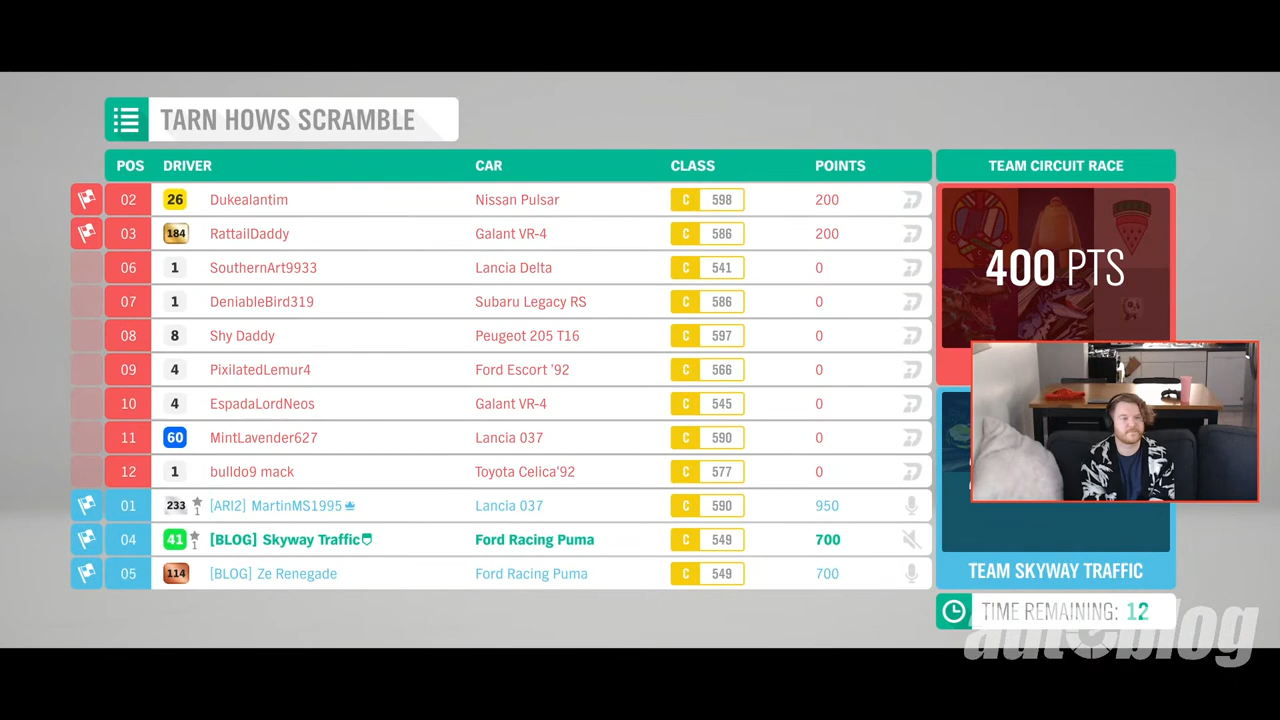 TARN HOWS SCRAMBLE
POS DRIVER CAR CLASS POINTS TEAM CIRCUIT RACE
02 26 Dukealantim Nissan Pulsar C 598 200
03 184 RattailDaddy Galant VR-4 C 586 200
06 1 SouthernArt9933 Lancia Delta C 541 0
07 1 DeniableBird319 Subaru Legacy RS C 586 0
08 8 Shy Daddy Peugeot 205 T16 C 597 0
09 4 PixilatedLemur4 Ford Escort '92 C 566 0
10 4 EspadaLordNeos Galant VR-4 C 545 0
11 60 MintLavender627 Lancia 037 C 590 0
12 1 bulldo9 mack Toyota Celica'92 C 577 0
01 233 1 [ARI2] MartinMS1995 Lancia 037 C 590 950
04 41 1 [BLOG] Skyway Traffic Ford Racing Puma C 549 700
05 114 [BLOG] Ze Renegade Ford Racing Puma C 549 700
400 PTS
TEAM SKYWAY TRAFFIC
TIME REMAINING: 12
autoblog